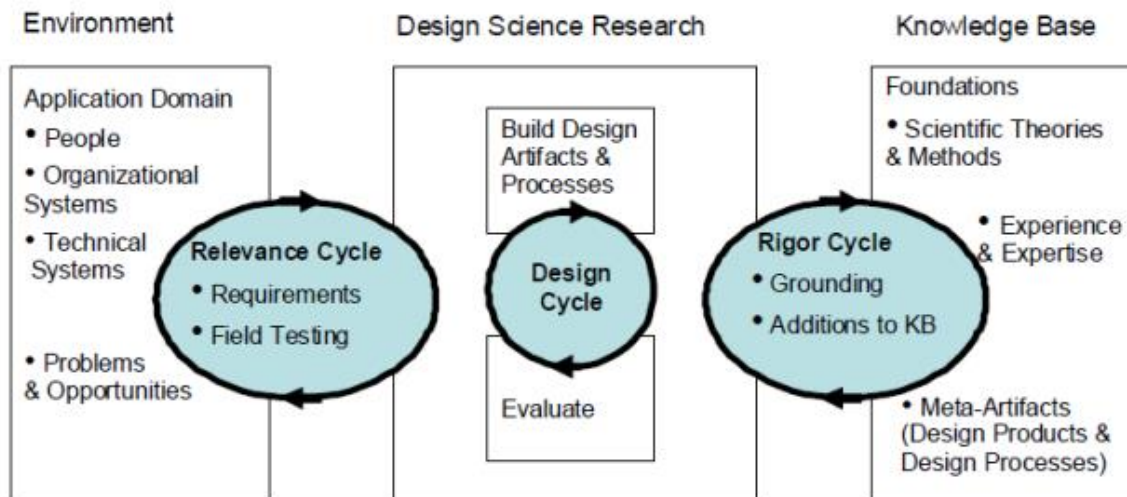 Environment
Design Science Research
Knowledge Base
Application Domain
• People
• Organizational
Systems
• Technical
Systems
• Problems
& Opportunities
Relevance Cycle
• Requirements
• Field Testing
Build Design
Artifacts &
Processes
Design
Cycle
Evaluate
Rigor Cycle
• Grounding
• Additions to KB
Foundations
• Scientific Theories
& Methods
• Experience
& Expertise
• Meta-Artifacts
(Design Products &
Design Processes)